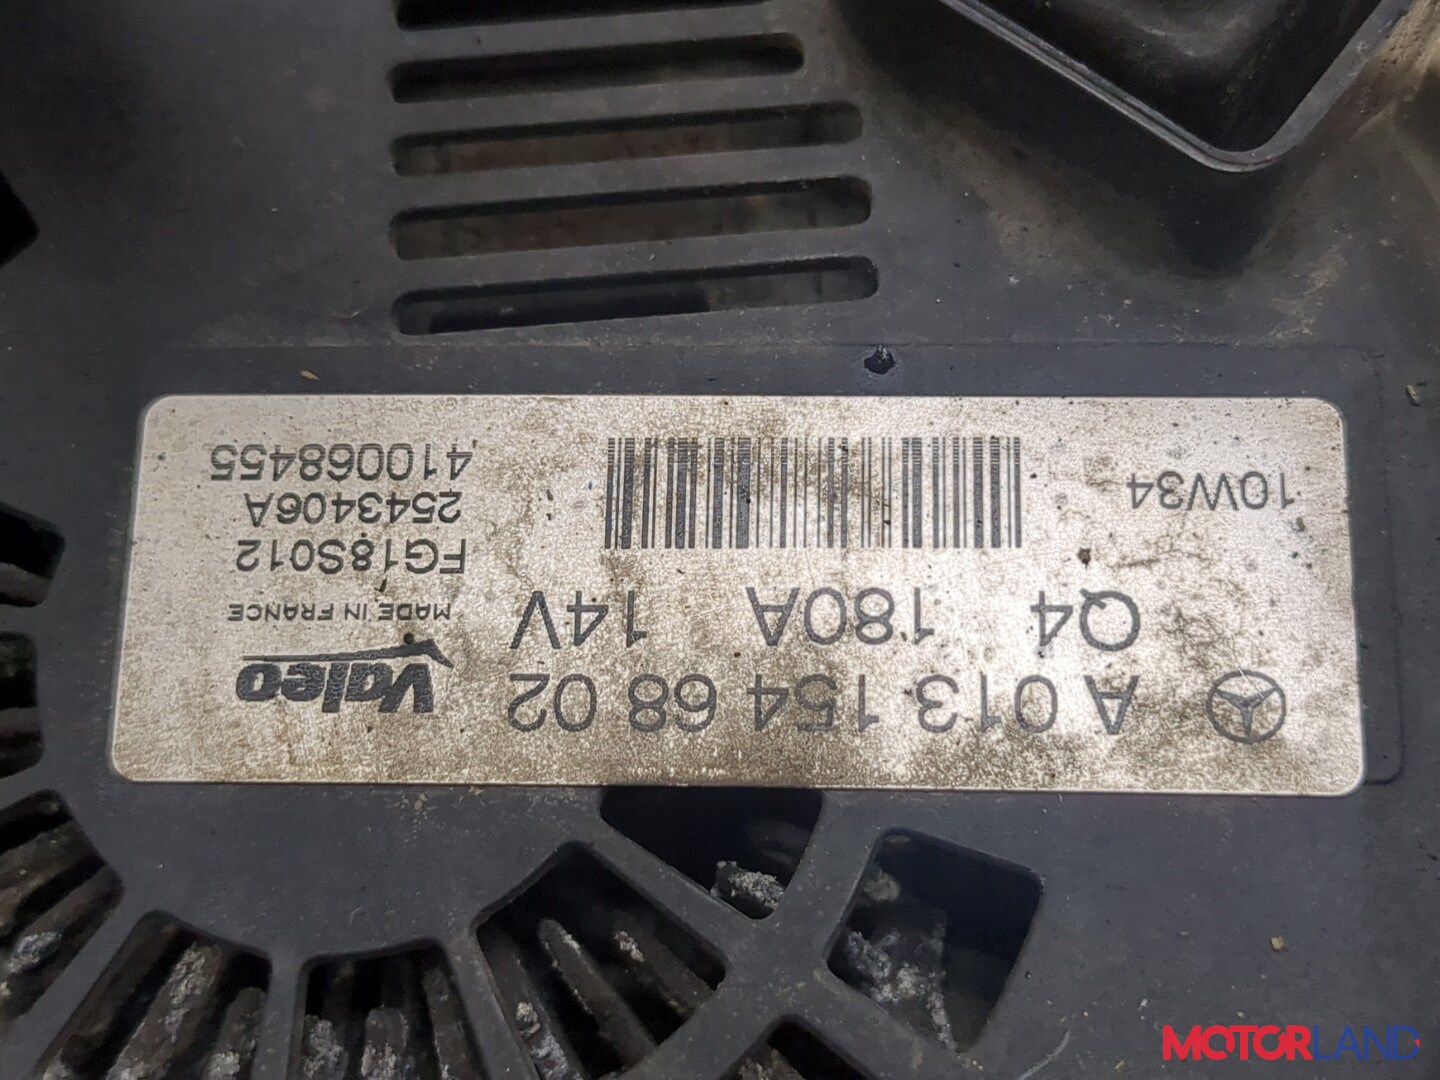 A 013 154 68 02
Q4 180A 14V
10W34
Valeo
MADE IN FRANCE
FG18S012
2543406A
410068455
MOTORLAND